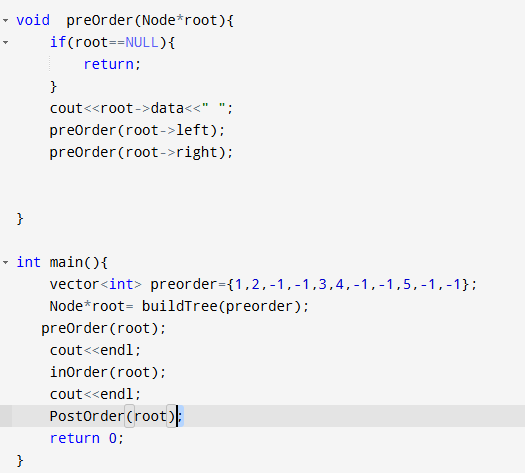 void  preOrder(Node*root){
    if(root==NULL){
        return;
    }
    cout<<root->data<<" ";
    preOrder(root->left);
    preOrder(root->right);
}
int main(){
    vector<int> preorder={1,2,-1,-1,3,4,-1,-1,5,-1,-1};
    Node*root= buildTree(preorder);
   preOrder(root);
    cout<<endl;
    inOrder(root);
    cout<<endl;
    PostOrder(root);
    return 0;
}